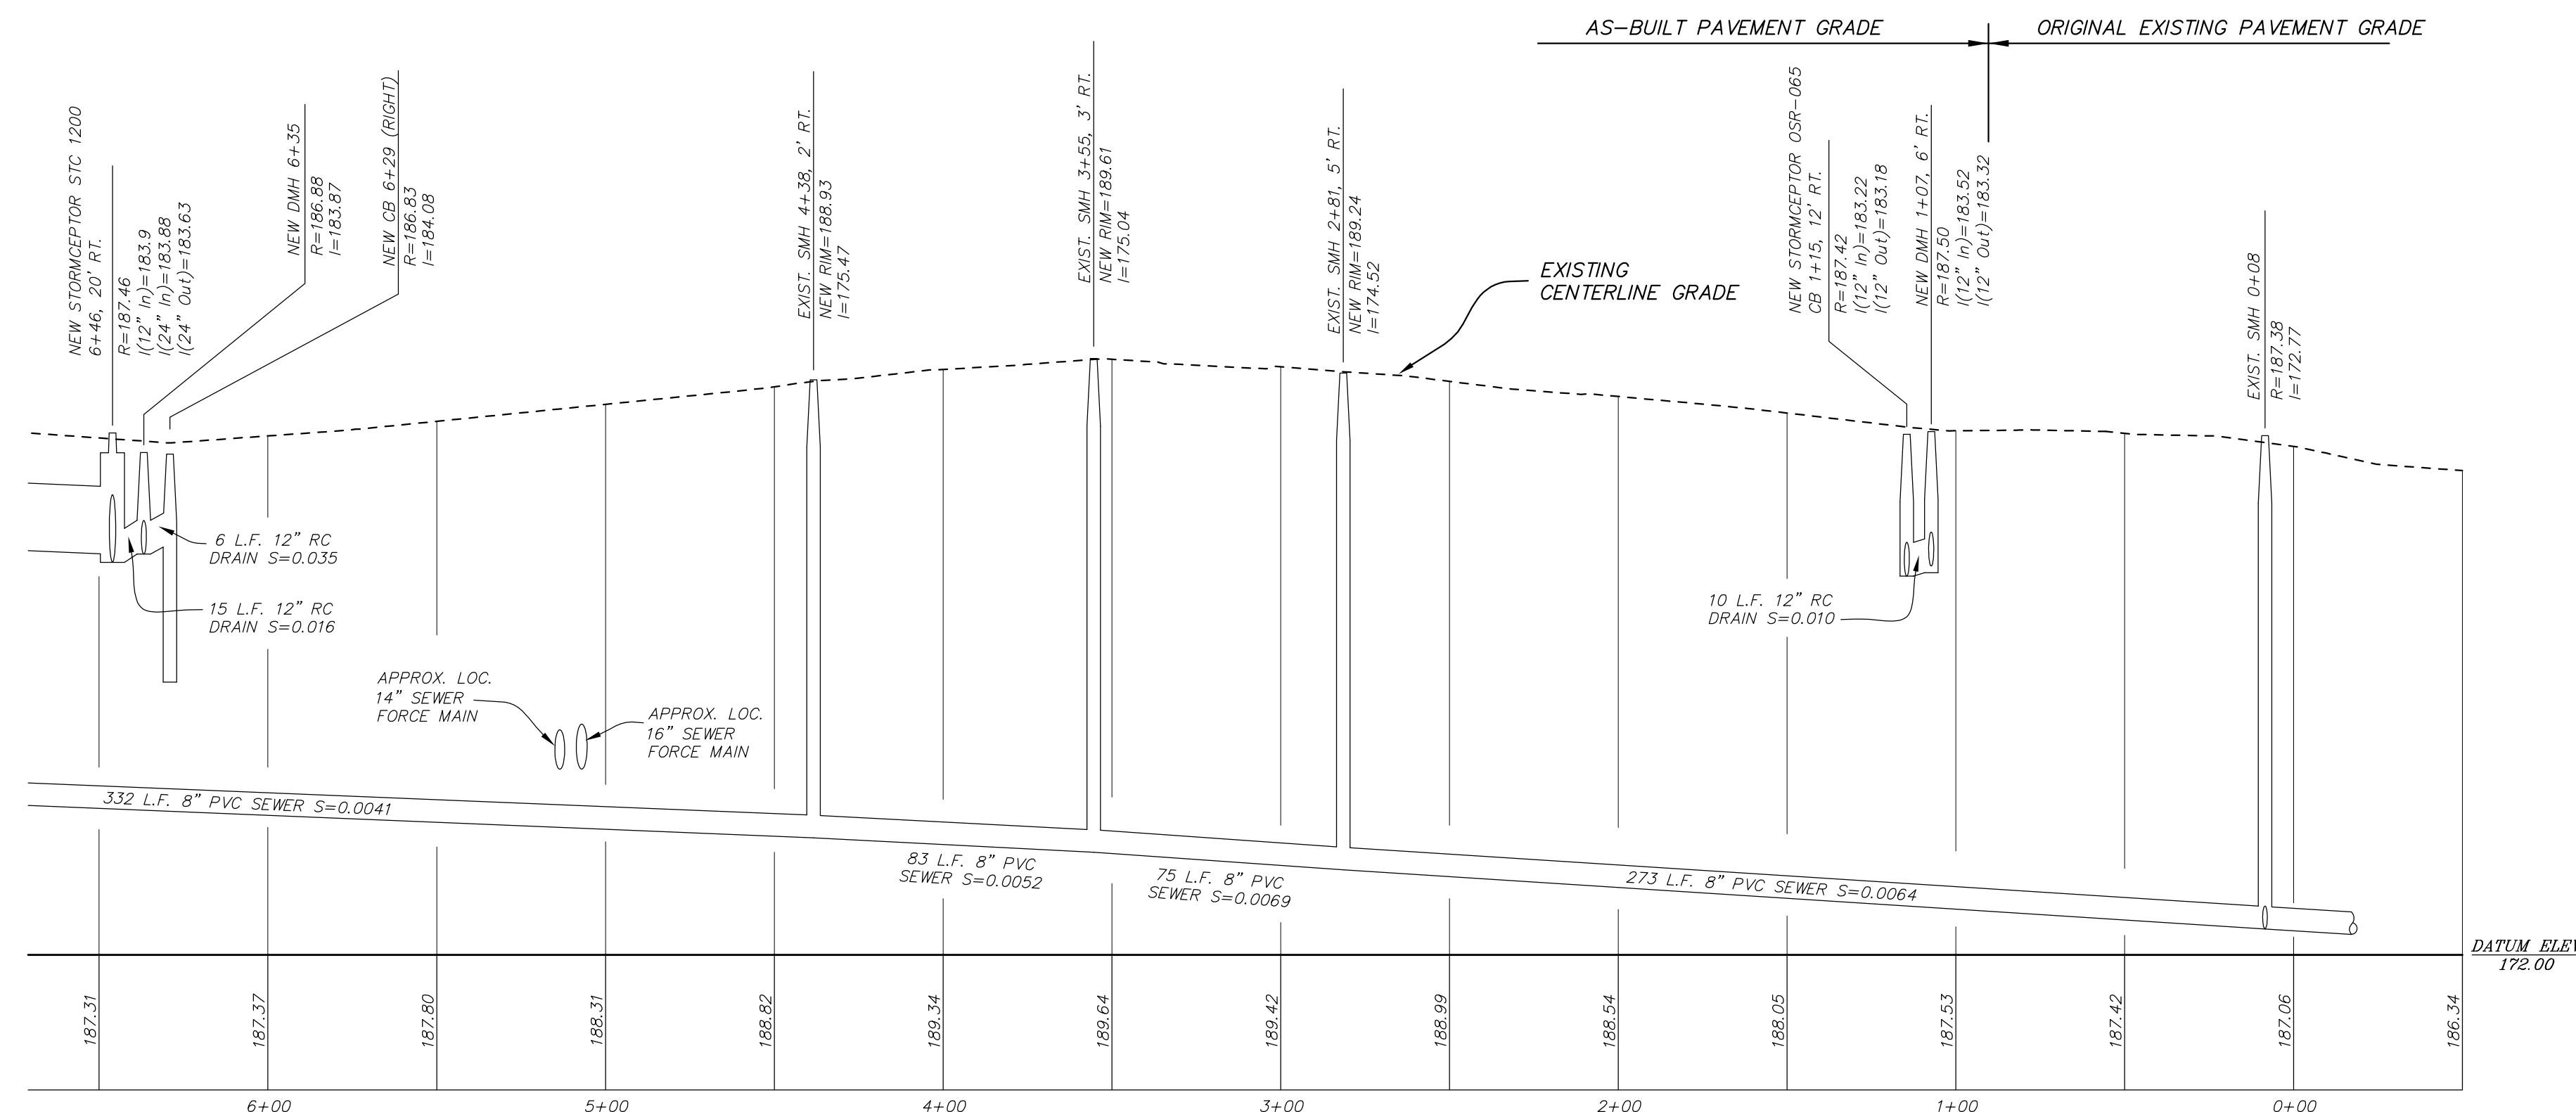 AS-BUILT PAVEMENT GRADE
ORIGINAL EXISTING PAVEMENT GRADE
NEW STORMCEPTOR STC 1200
6+46, 20' RT.
R=187.46
I(12" In)=183.9
I(24" In)=183.88
I(24" Out)=183.63
NEW DMH 6+35
R=186.88
I=183.87
NEW CB 6+29 (RIGHT)
R=186.83
I=184.08
EXIST. SMH 4+38, 2' RT.
NEW RIM=188.93
I=175.47
EXIST. SMH 3+55, 3' RT.
NEW RIM=189.61
I=175.04
EXIST. SMH 2+81, 5' RT.
NEW RIM=189.24
I=174.52
EXISTING
CENTERLINE GRADE
NEW STORMCEPTOR OSR-065
CB 1+15, 12' RT.
R=187.42
I(12" In)=183.22
I(12" Out)=183.18
NEW DMH 1+07, 6' RT.
R=187.50
I(12" In)=183.52
I(12" Out)=183.32
EXIST. SMH 0+08
R=187.38
I=172.77
6 L.F. 12" RC
DRAIN S=0.035
15 L.F. 12" RC
DRAIN S=0.016
10 L.F. 12" RC
DRAIN S=0.010
APPROX. LOC.
14" SEWER
FORCE MAIN
APPROX. LOC.
16" SEWER
FORCE MAIN
332 L.F. 8" PVC SEWER S=0.0041
83 L.F. 8" PVC
SEWER S=0.0052
75 L.F. 8" PVC
SEWER S=0.0069
273 L.F. 8" PVC SEWER S=0.0064
DATUM ELEV
172.00
187.31
187.37
187.80
188.31
188.82
189.34
189.64
189.42
188.99
188.54
188.05
187.53
187.42
187.06
186.34
6+00
5+00
4+00
3+00
2+00
1+00
0+00